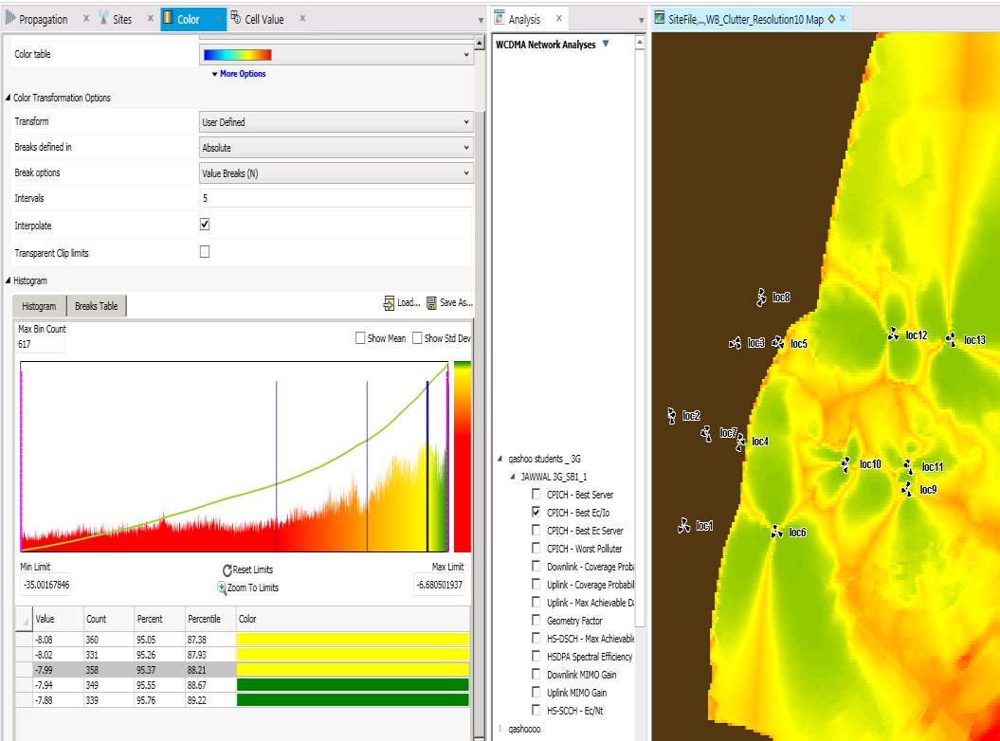 Propagation × Sites × Color × Cell Value ×
Color table
More Options
Color Transformation Options
Transform User Defined
Breaks defined in Absolute
Break options Value Breaks (N)
Intervals 5
Interpolate
Transparent Clip limits
Histogram
Histogram Breaks Table Load... Save As...
Max Bin Count
617
Show Mean Show Std Dev
Min Limit
-35.00167846
Reset Limits
Zoom To Limits
Max Limit
-6.680501937
Value Count Percent Percentile Color
-8.08 360 95.05 87.38
-8.02 331 95.26 87.93
-7.99 358 95.37 88.21
-7.94 349 95.55 88.67
-7.88 339 95.76 89.22
Analysis ×
WCDMA Network Analyses
qashoo students _ 3G
JAWWAL 3G_SB1_1
CPICH - Best Server
CPICH - Best Ec/Io
CPICH - Best Ec Server
CPICH - Worst Polluter
Downlink - Coverage Proba
Uplink - Coverage Probabil
Uplink - Max Achievable Da
Geometry Factor
HS-DSCH - Max Achievable
HSDPA Spectral Efficiency
Downlink MIMO Gain
Uplink MIMO Gain
HS-SCCH - Ec/Nt
qashoooo
SiteFile,..,WB_Clutter_Resolution10 Map ×
loc8
loc12
loc13
loc3
loc5
loc2
loc7
loc4
loc10
loc11
loc9
loc1
loc6